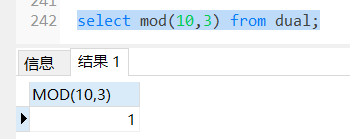 241
242 select mod(10,3) from dual;
信息 结果 1
MOD(10,3)
1